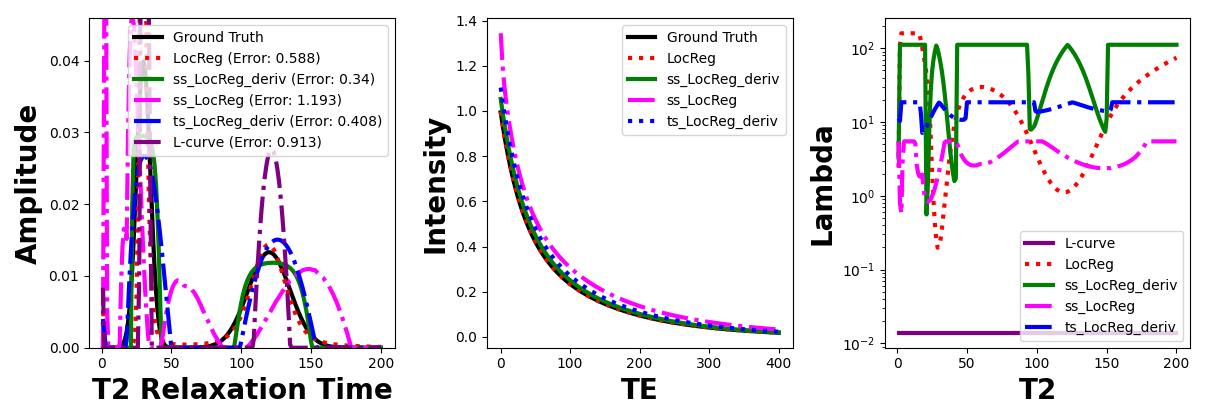 Amplitude
0.04
0.03
0.02
0.01
0.00
0
50
100
150
200
T2 Relaxation Time
Ground Truth
LocReg (Error: 0.588)
ss_LocReg_deriv (Error: 0.34)
ss_LocReg (Error: 1.193)
ts_LocReg_deriv (Error: 0.408)
L-curve (Error: 0.913)
Intensity
1.4
1.2
1.0
0.8
0.6
0.4
0.2
0.0
0
100
200
300
400
TE
Ground Truth
LocReg
ss_LocReg_deriv
ss_LocReg
ts_LocReg_deriv
Lambda
10²
10¹
10⁰
10⁻¹
10⁻²
0
50
100
150
200
T2
L-curve
LocReg
ss_LocReg_deriv
ss_LocReg
ts_LocReg_deriv